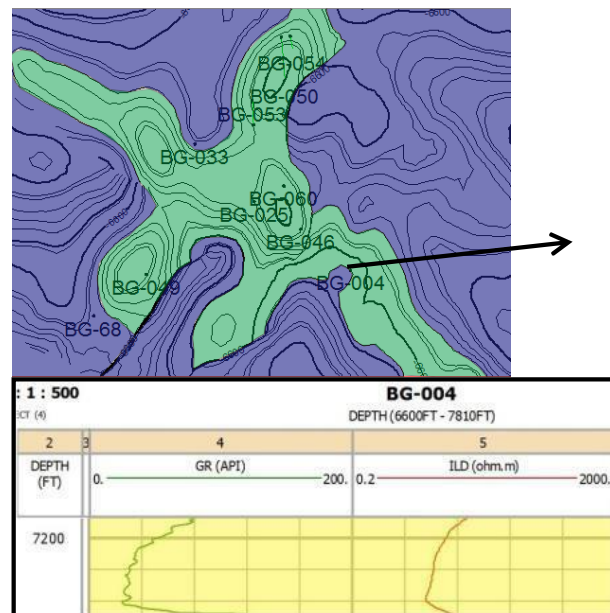 BG-054
BG-050
BG-053
BG-033
BG-060
BG-025
BG-046
BG-049
BG-004
BG-68
: 1 : 500
BG-004
ECT (4)
DEPTH (6600FT - 7810FT)
2 3 4 5
DEPTH (FT)
0. GR (API) 200.
0.2 ILD (ohm.m) 2000.
7200